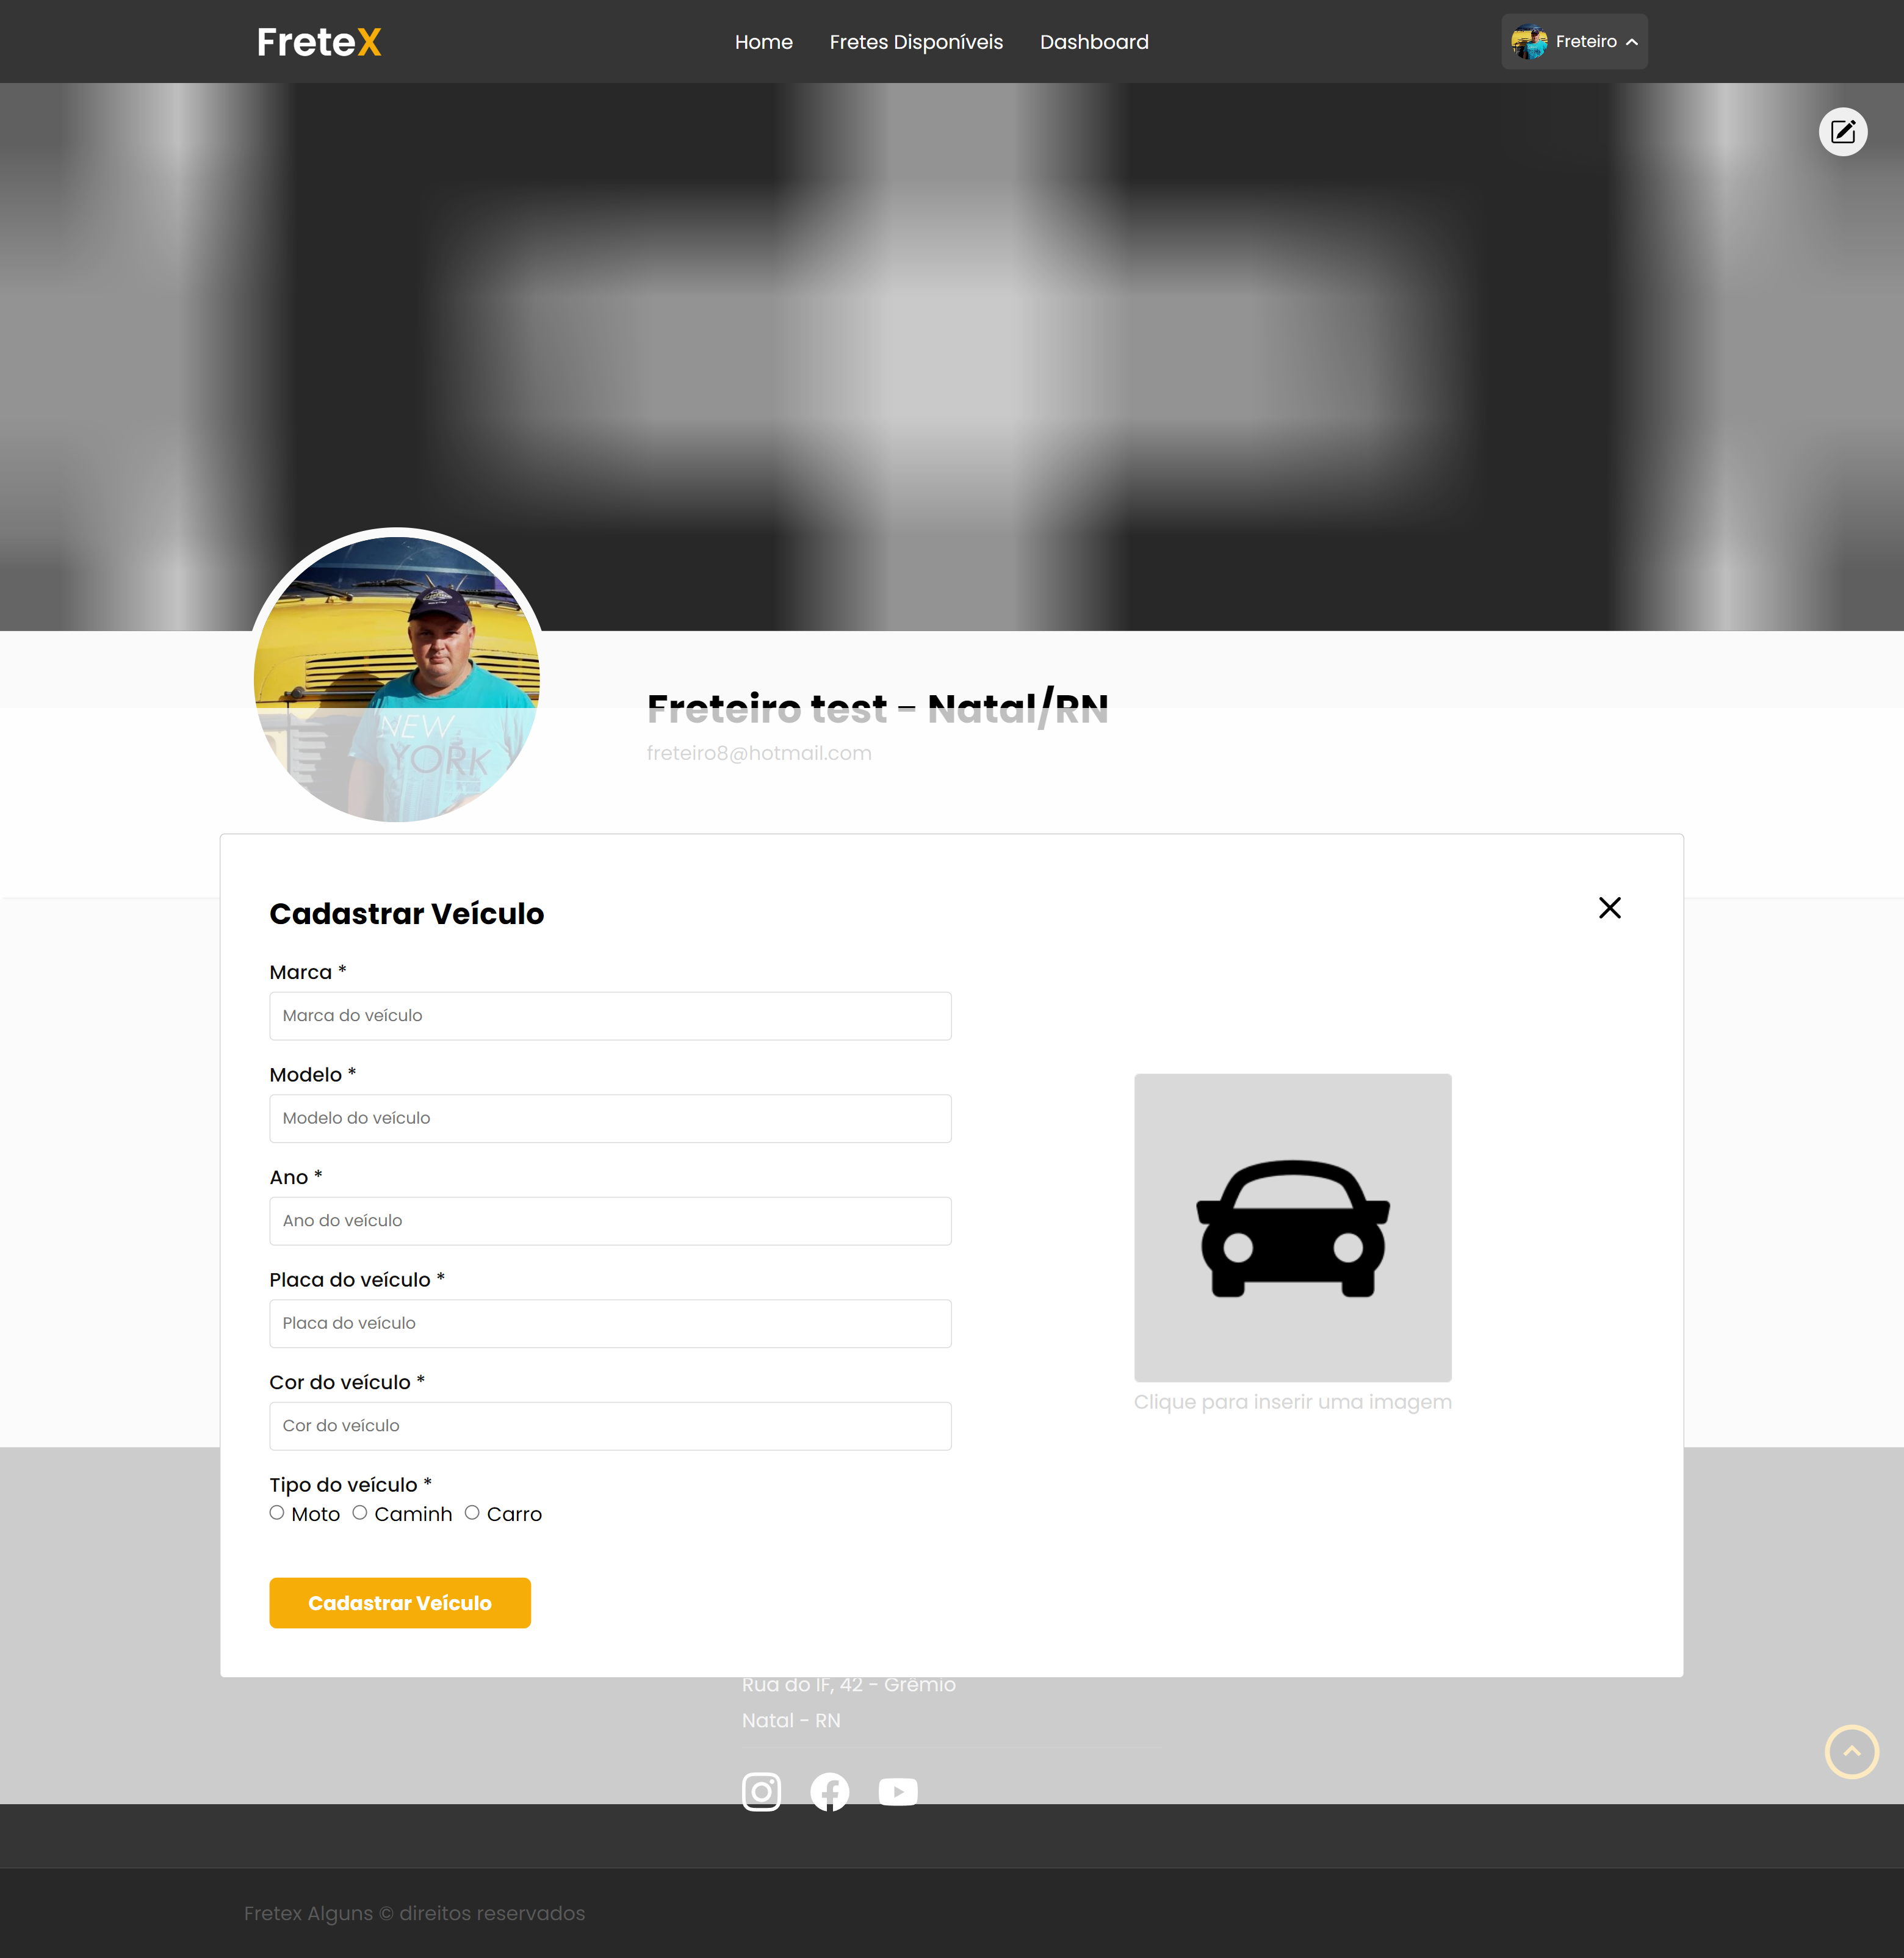 FreteX
Home Fretes Disponíveis Dashboard
Freteiro
NEW
YORK
Freteiro test - Natal/RN
freteiro8@hotmail.com
Cadastrar Veículo
Marca *
Marca do veículo
Modelo *
Modelo do veículo
Ano *
Ano do veículo
Placa do veículo *
Placa do veículo
Cor do veículo *
Cor do veículo
Tipo do veículo *
Moto Caminh Carro
Cadastrar Veículo
Clique para inserir uma imagem
Rua do IF, 42 - Grêmio
Natal - RN
Fretex Alguns © direitos reservados